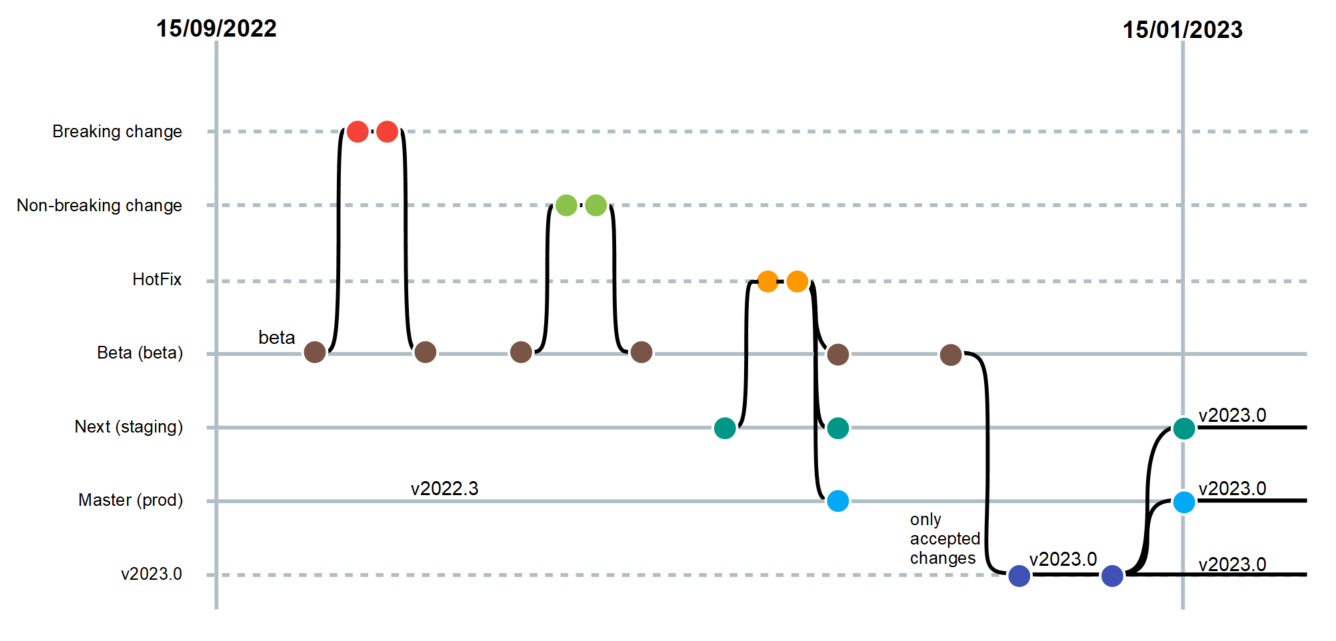 15/09/2022
15/01/2023
Breaking change
Non-breaking change
HotFix
beta
Beta (beta)
Next (staging)
v2023.0
v2022.3
v2023.0
Master (prod)
only
accepted
changes
v2023.0
v2023.0
v2023.0